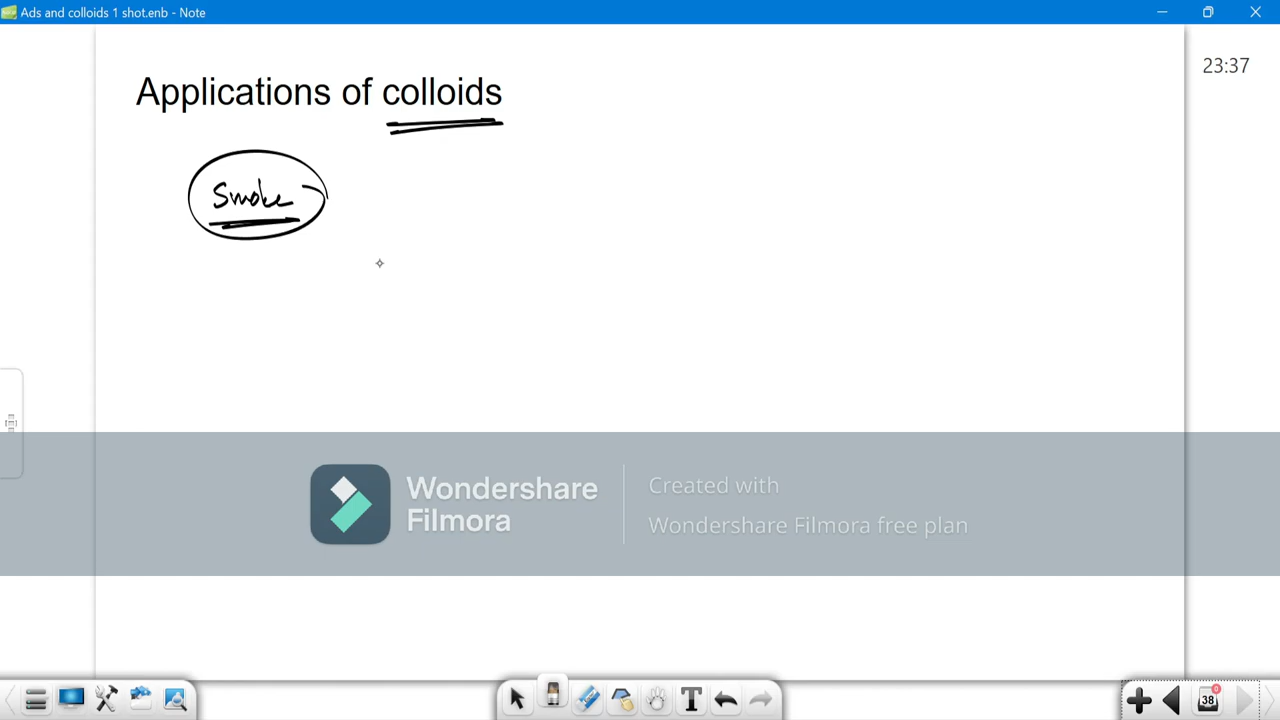 Ads and colloids 1 shot.enb - Note
23:37
Applications of colloids
Smoke
Wondershare
Filmora
Created with
Wondershare Filmora free plan
T
38
0